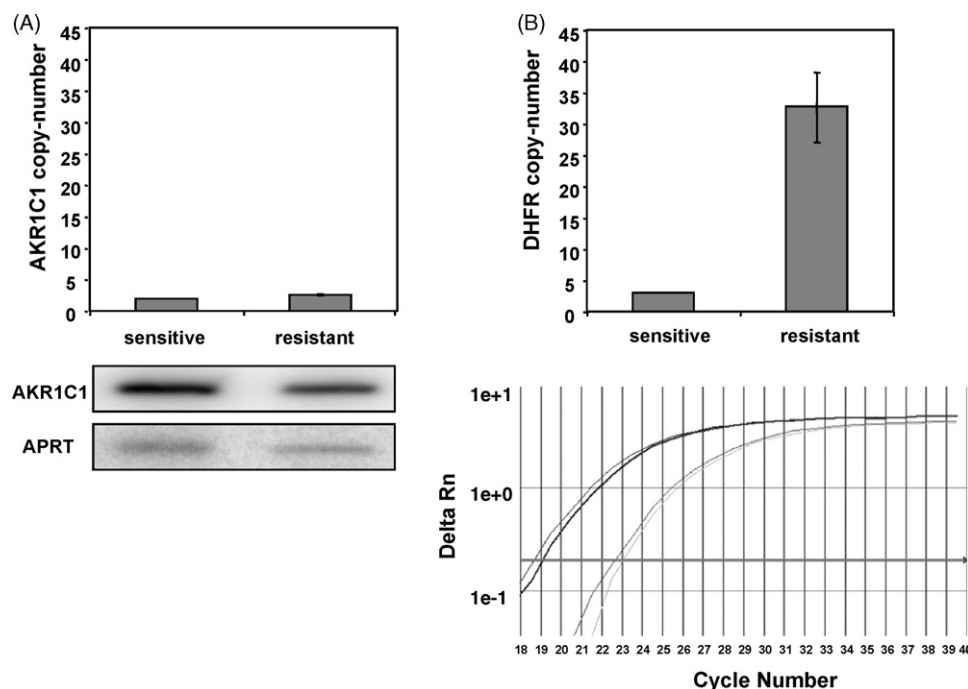 (A)
AKR1C1 copy-number
45
40
35
30
25
20
15
10
5
0
sensitive resistant
AKR1C1
APRT
(B)
DHFR copy-number
45
40
35
30
25
20
15
10
5
0
sensitive resistant
Delta Rn
1e+1
1e+0
1e-1
18 19 20 21 22 23 24 25 26 27 28 29 30 31 32 33 34 35 36 37 38 39 40
Cycle Number